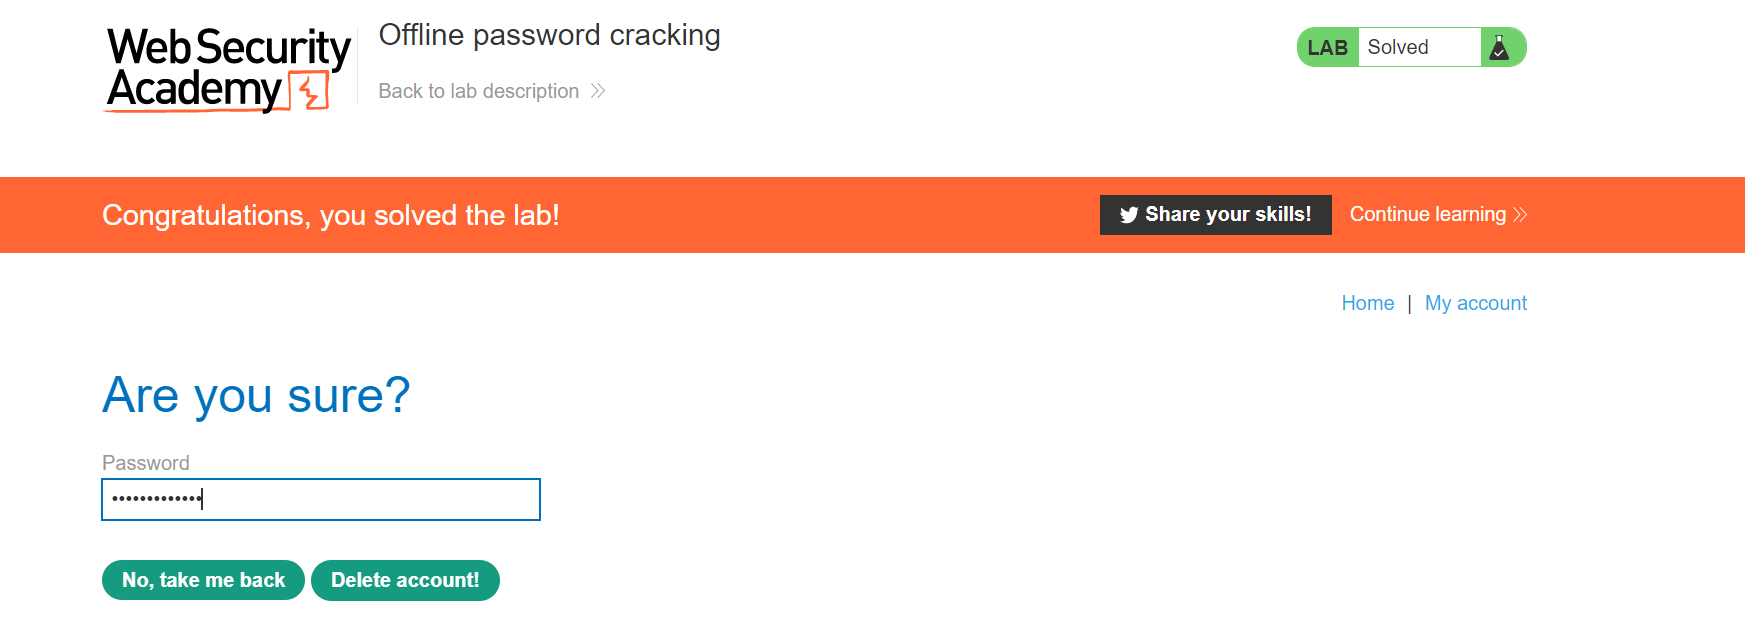 Web Security
Academy
Offline password cracking
Back to lab description
LAB Solved
Congratulations, you solved the lab!
Share your skills!
Continue learning
Home | My account
Are you sure?
Password
•••••••••••••
No, take me back
Delete account!